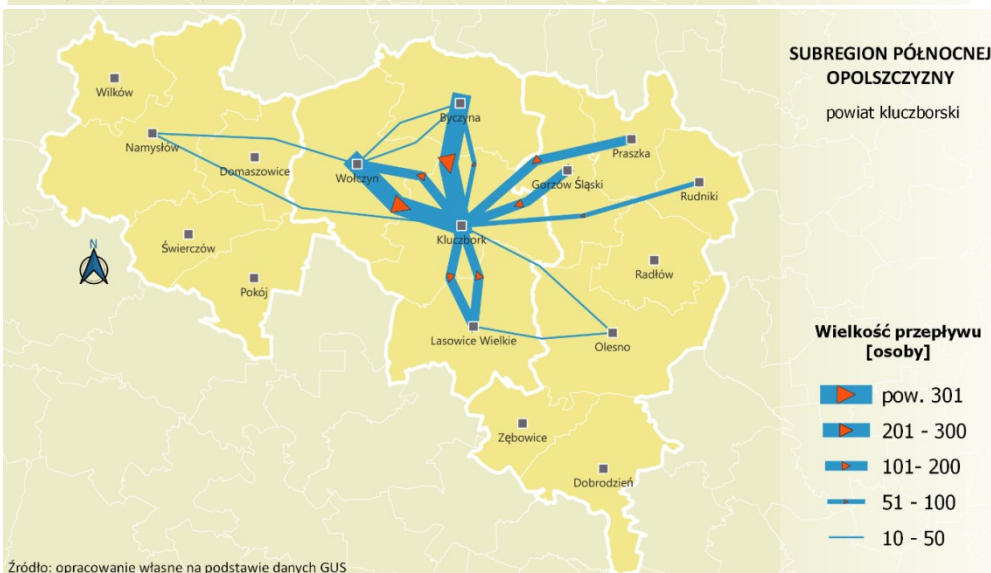 SUBREGION PÓŁNOCNEJ
OPOLSZCZYZNY
powiat kluczborski
Wilków
Namysłów
Domaszowice
Świerczów
Pokój
Byczyna
Wołczyn
Praszka
Gorzów Śląski
Rudniki
Kluczbork
Radłów
Lasowice Wielkie
Olesno
Zębowice
Dobrodzień
N
Wielkość przepływu
[osoby]
pow. 301
201 - 300
101- 200
51 - 100
10 - 50
Źródło: opracowanie własne na podstawie danych GUS